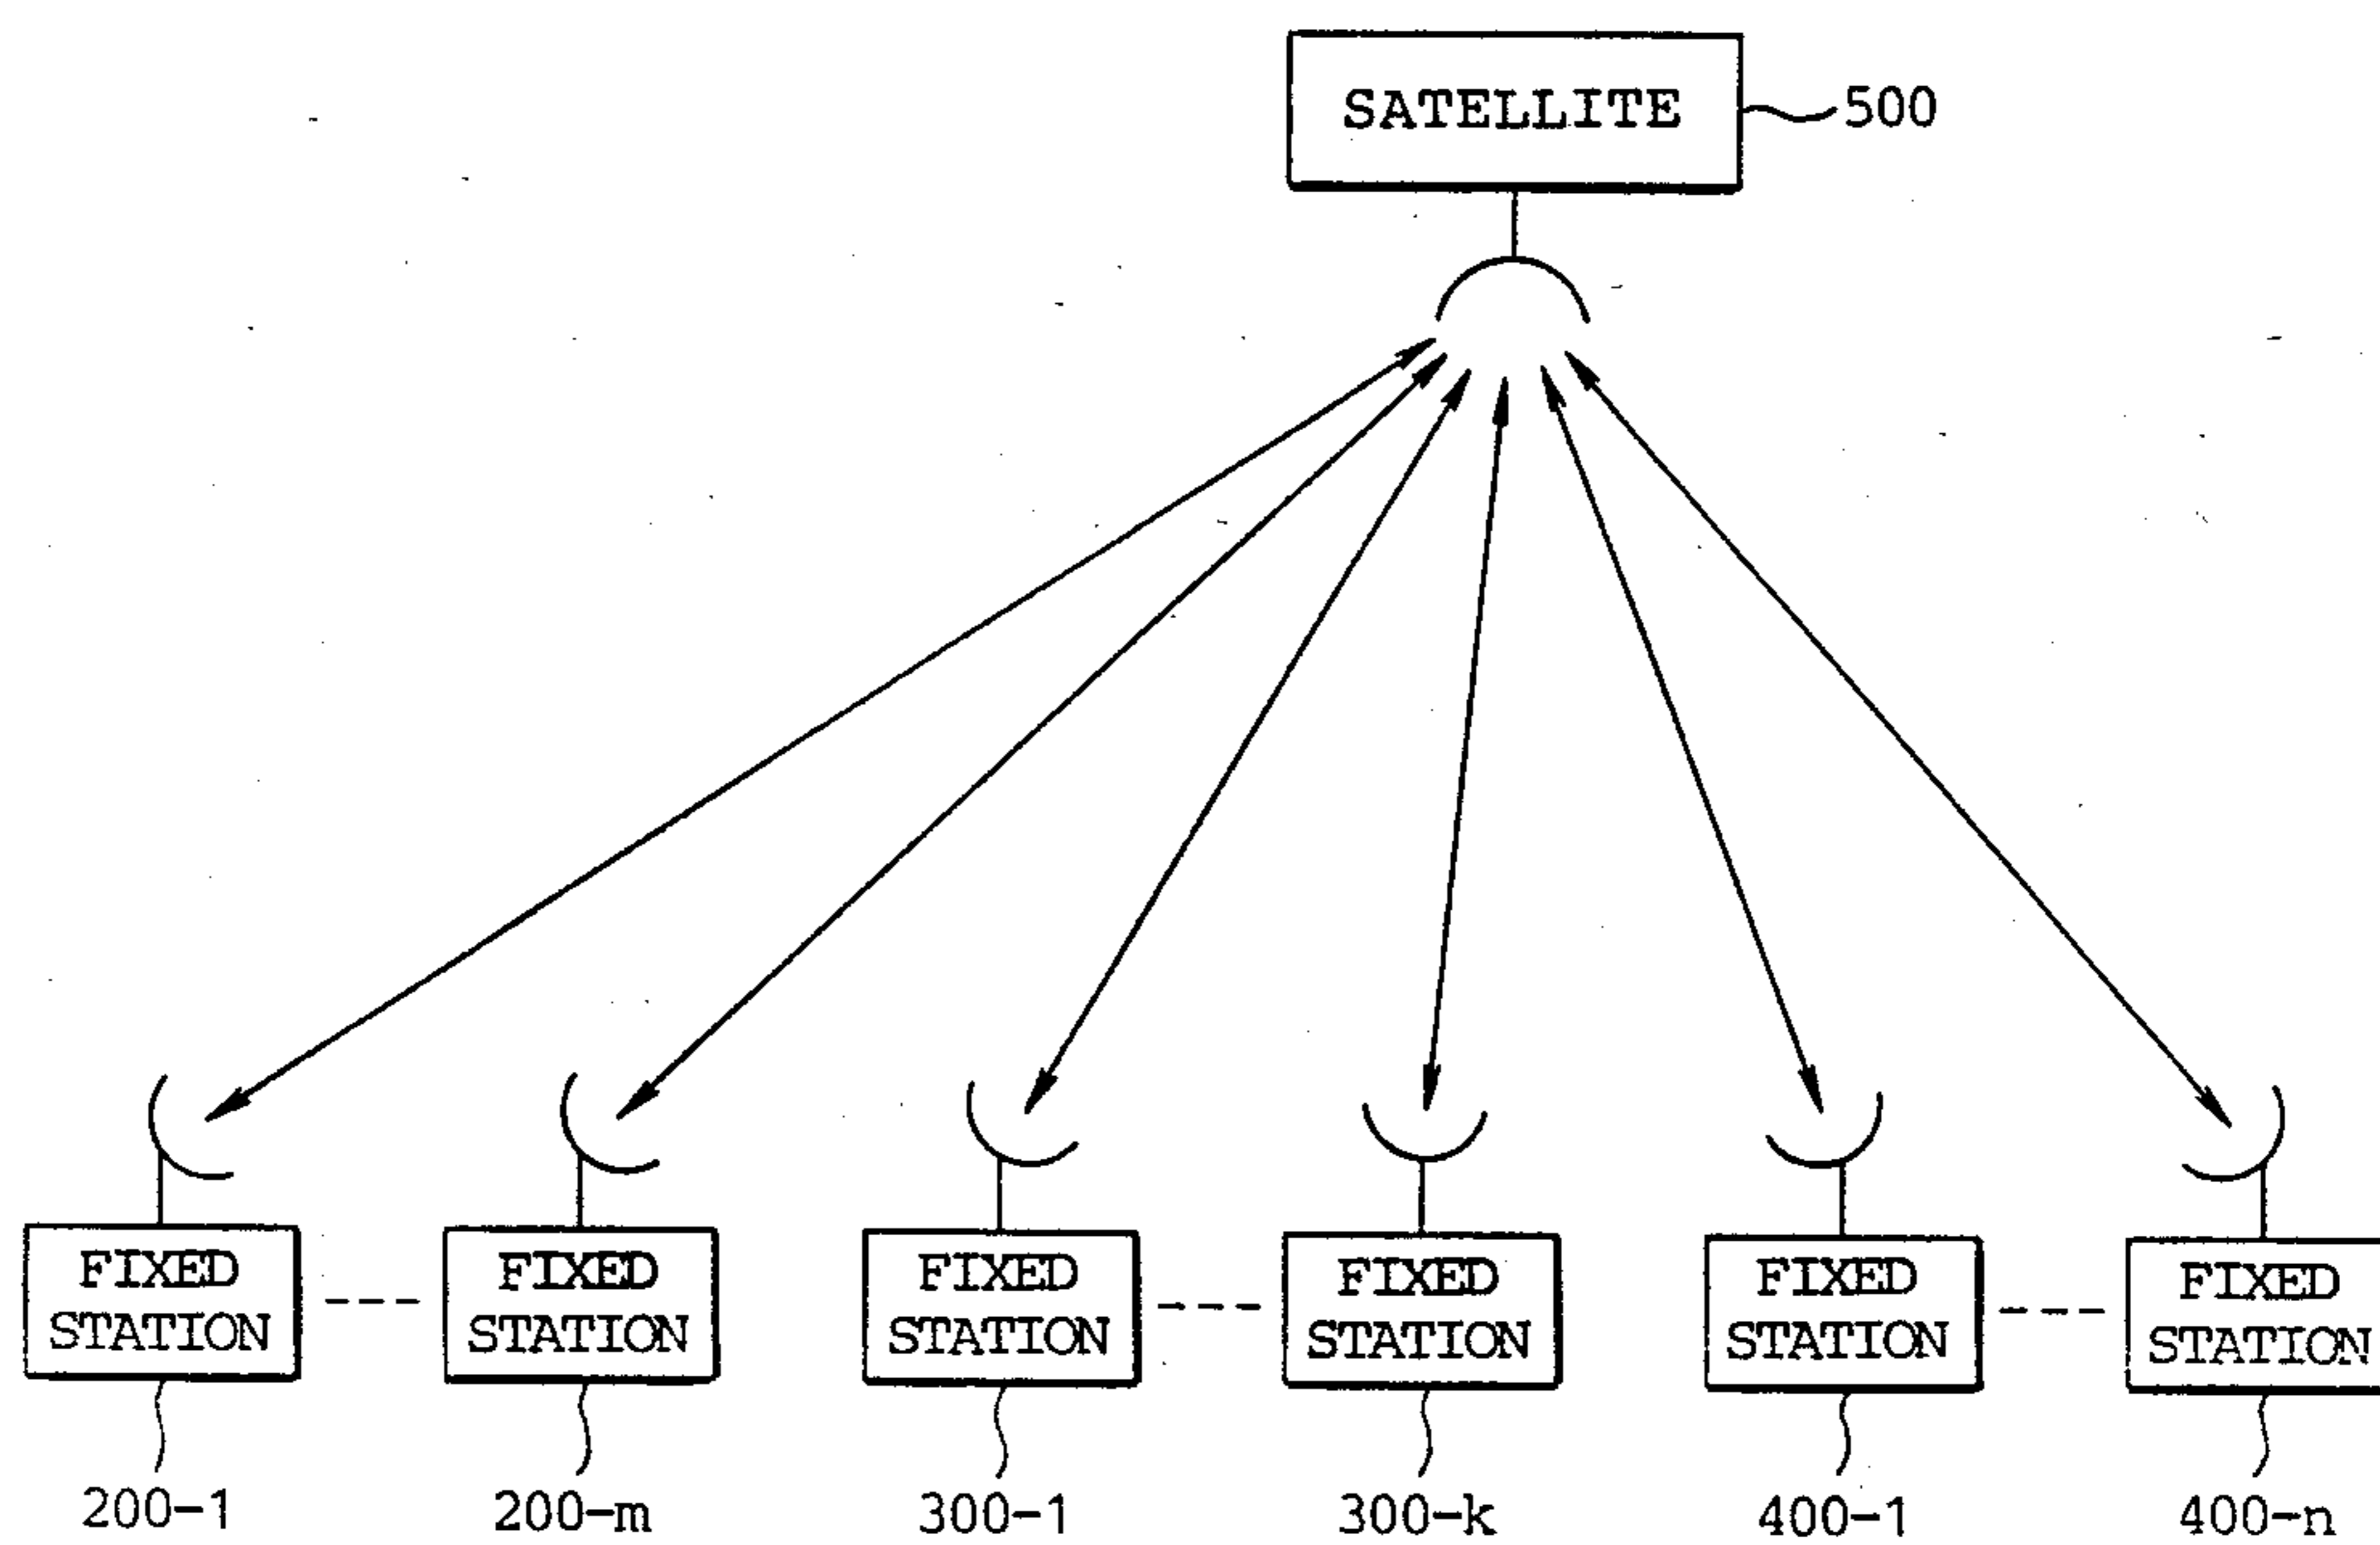 SATELLITE
500
FIXED
STATION
FIXED
STATION
FIXED
STATION
FIXED
STATION
FIXED
STATION
FIXED
STATION
200-1
200-m
300-1
300-k
400-1
400-n